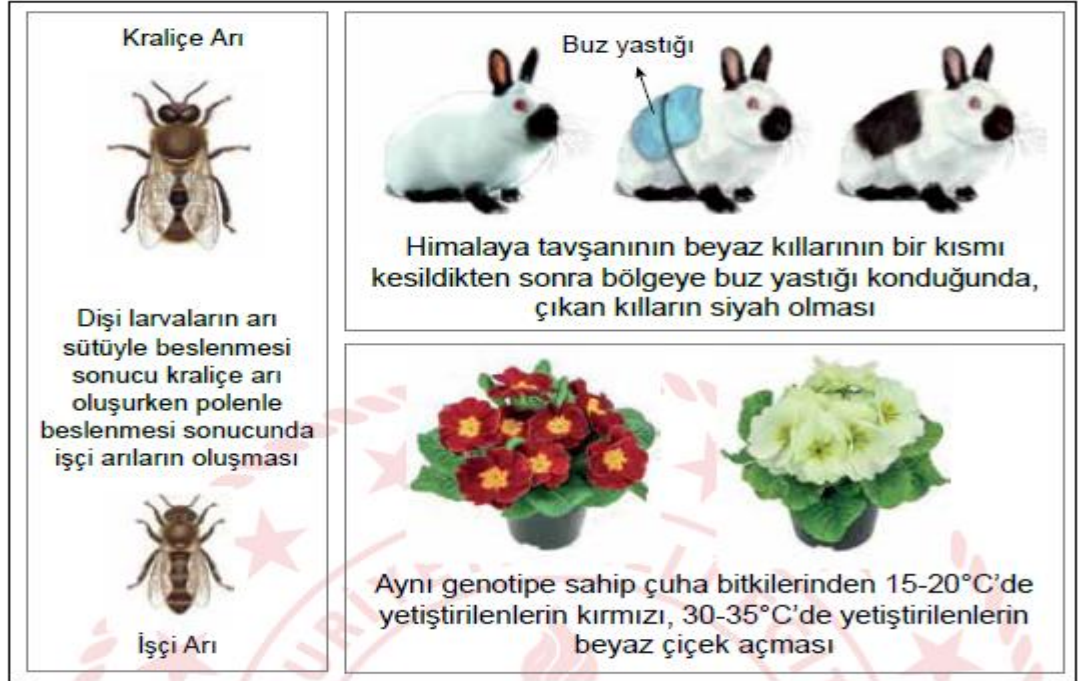 Kraliçe Arı
Dişi larvaların arı
sütüyle beslenmesi
sonucu kraliçe arı
oluşurken polenle
beslenmesi sonucunda
işçi arıların oluşması
İşçi Arı
Buz yastığı
Himalaya tavşanının beyaz kıllarının bir kısmı
kesildikten sonra bölgeye buz yastığı konduğunda,
çıkan kılların siyah olması
Aynı genotipe sahip çuha bitkilerinden 15-20°C’de
yetiştirilenlerin kırmızı, 30-35°C’de yetiştirilenlerin
beyaz çiçek açması